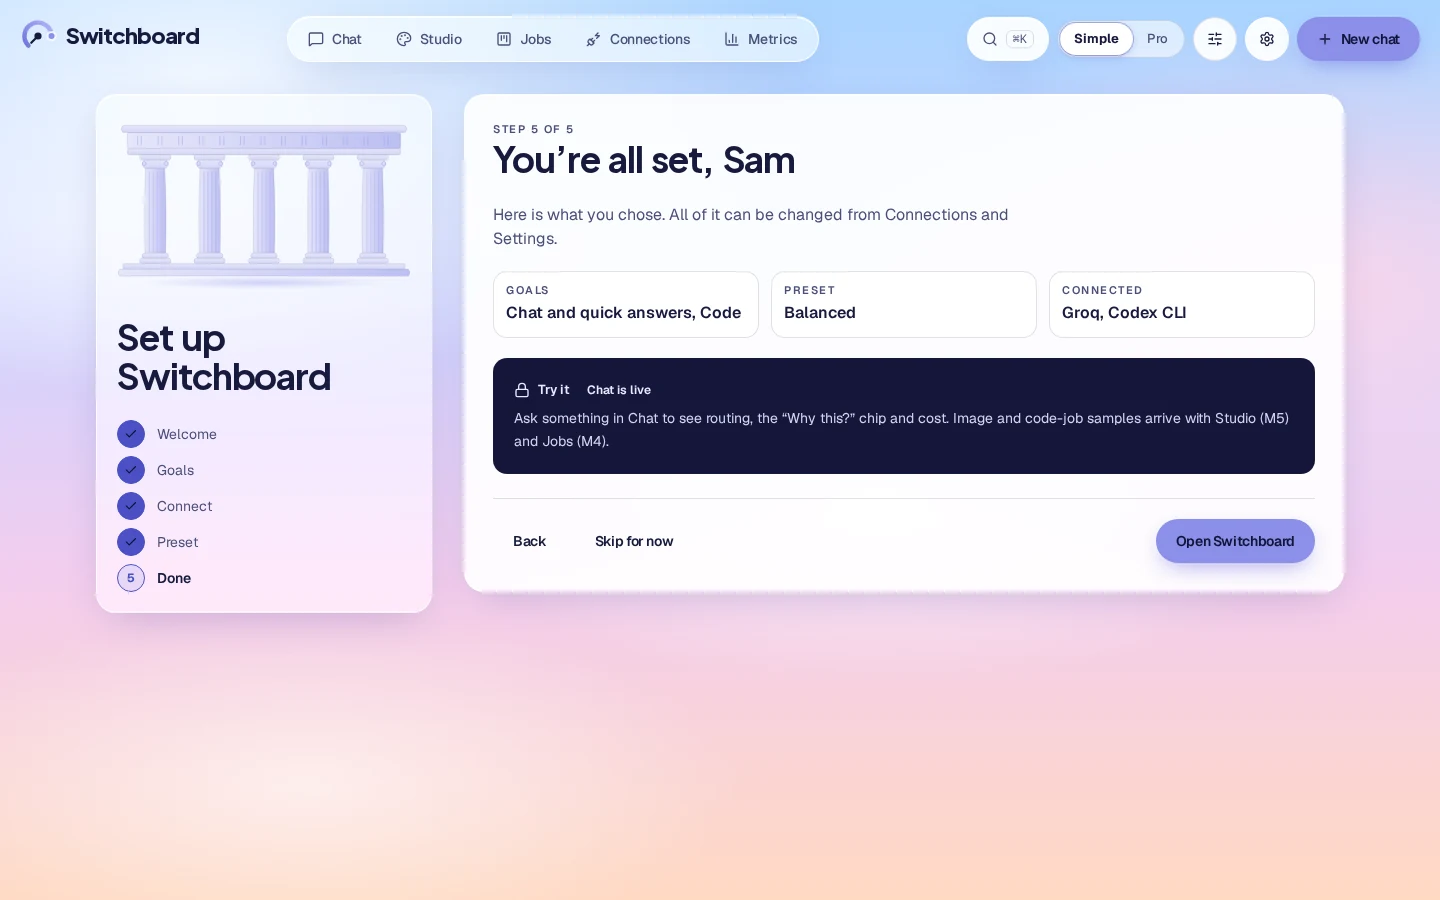 Switchboard
Chat
Studio
Jobs
Connections
Metrics
⌘K
Simple
Pro
New chat
Set up
Switchboard
Welcome
Goals
Connect
Preset
5
Done
STEP 5 OF 5
You’re all set, Sam
Here is what you chose. All of it can be changed from Connections and
Settings.
GOALS
Chat and quick answers, Code
PRESET
Balanced
CONNECTED
Groq, Codex CLI
Try it
Chat is live
Ask something in Chat to see routing, the “Why this?” chip and cost. Image and code-job samples arrive with Studio (M5)
and Jobs (M4).
Back
Skip for now
Open Switchboard